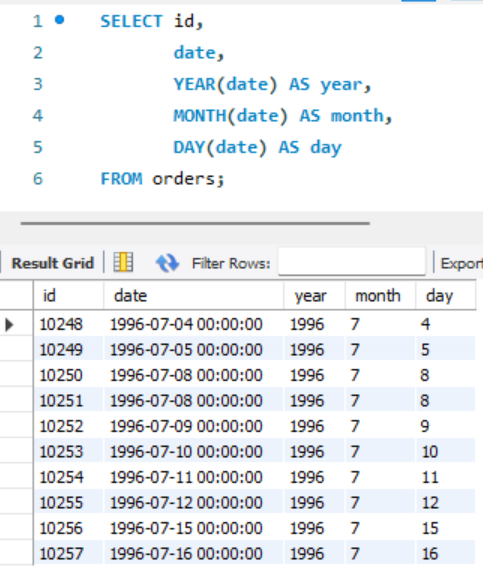 1 SELECT id,
2 date,
3 YEAR(date) AS year,
4 MONTH(date) AS month,
5 DAY(date) AS day
6 FROM orders;
Result Grid Filter Rows: Export
id date year month day
10248 1996-07-04 00:00:00 1996 7 4
10249 1996-07-05 00:00:00 1996 7 5
10250 1996-07-08 00:00:00 1996 7 8
10251 1996-07-08 00:00:00 1996 7 8
10252 1996-07-09 00:00:00 1996 7 9
10253 1996-07-10 00:00:00 1996 7 10
10254 1996-07-11 00:00:00 1996 7 11
10255 1996-07-12 00:00:00 1996 7 12
10256 1996-07-15 00:00:00 1996 7 15
10257 1996-07-16 00:00:00 1996 7 16